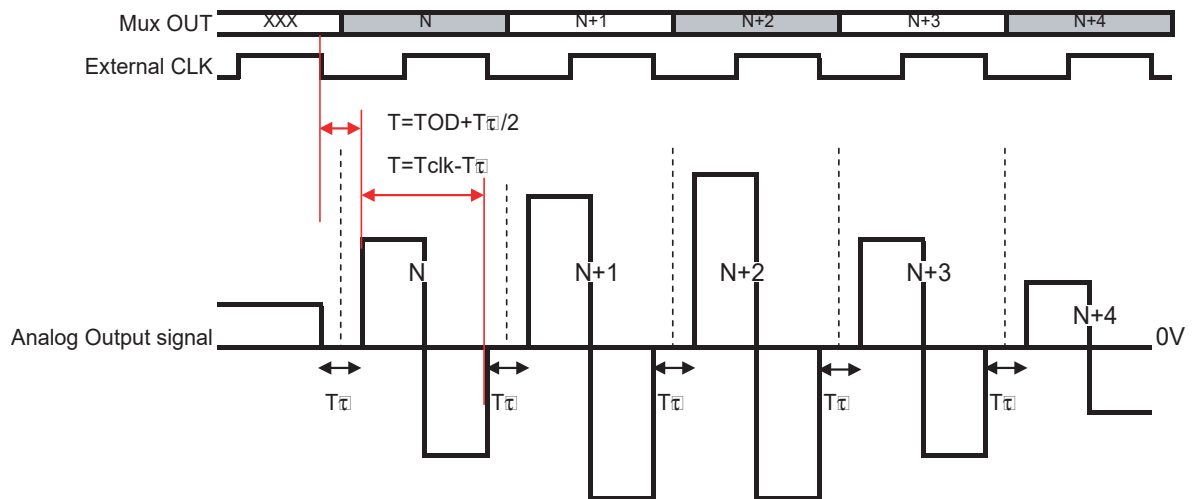 Mux OUT XXX N N+1 N+2 N+3 N+4
External CLK
T=TOD+Tτ/2
T=Tclk-Tτ
N N+1 N+2 N+3
N+4
Analog Output signal 0V
Tτ Tτ Tτ Tτ Tτ